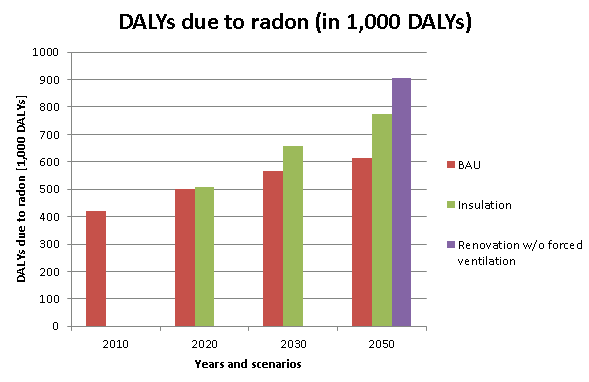 DALYs due to radon (in 1,000 DALYs)
DALYs due to radon [1,000 DALYs]
1000
900
800
700
600
500
400
300
200
100
0
2010 2020 2030 2050
Years and scenarios
BAU
Insulation
Renovation w/o forced
ventilation